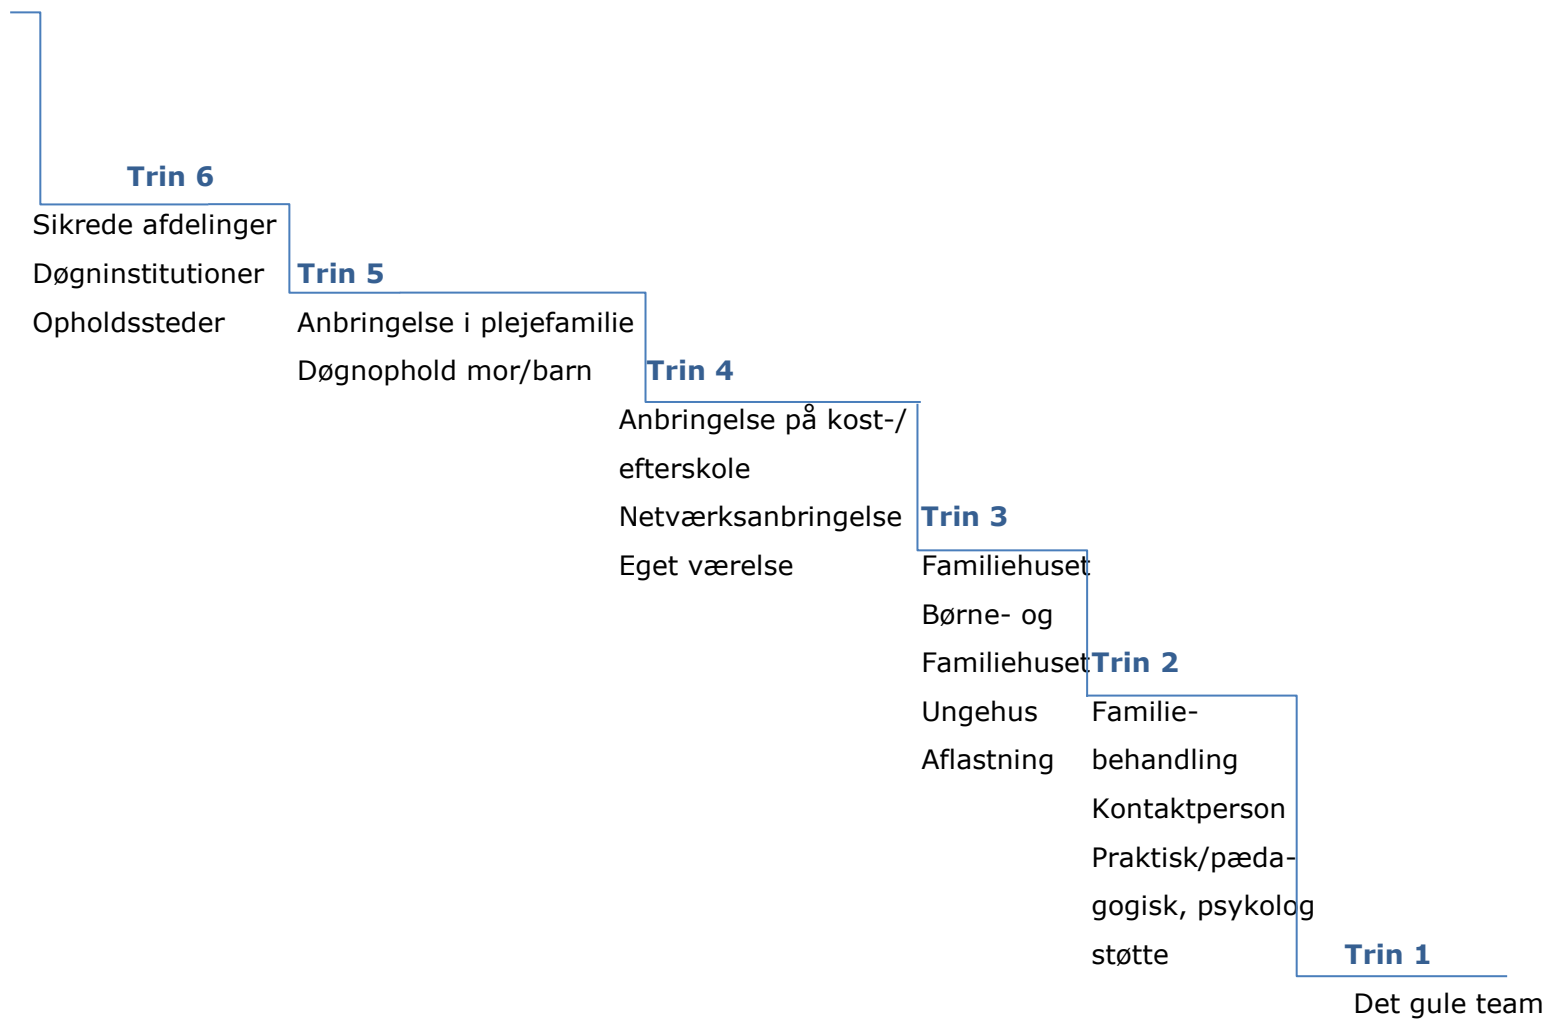 Trin 6
Sikrede afdelinger
Døgninstitutioner
Opholdssteder
Trin 5
Anbringelse i plejefamilie
Døgnophold mor/barn
Trin 4
Anbringelse på kost-/
efterskole
Netværksanbringelse
Eget værelse
Trin 3
Familiehuset
Børne- og
Familiehuset
Ungehus
Aflastning
Trin 2
Familie-
behandling
Kontaktperson
Praktisk/pæda-
gogisk, psykolog
støtte
Trin 1
Det gule team